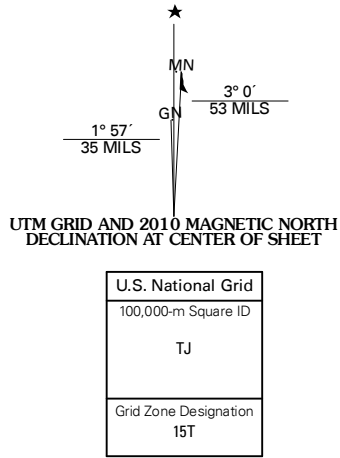 ★
MN
3° 0´
53 MILS
GN
1° 57´
35 MILS
UTM GRID AND 2010 MAGNETIC NORTH
DECLINATION AT CENTER OF SHEET
U.S. National Grid
100,000-m Square ID
TJ
Grid Zone Designation
15T